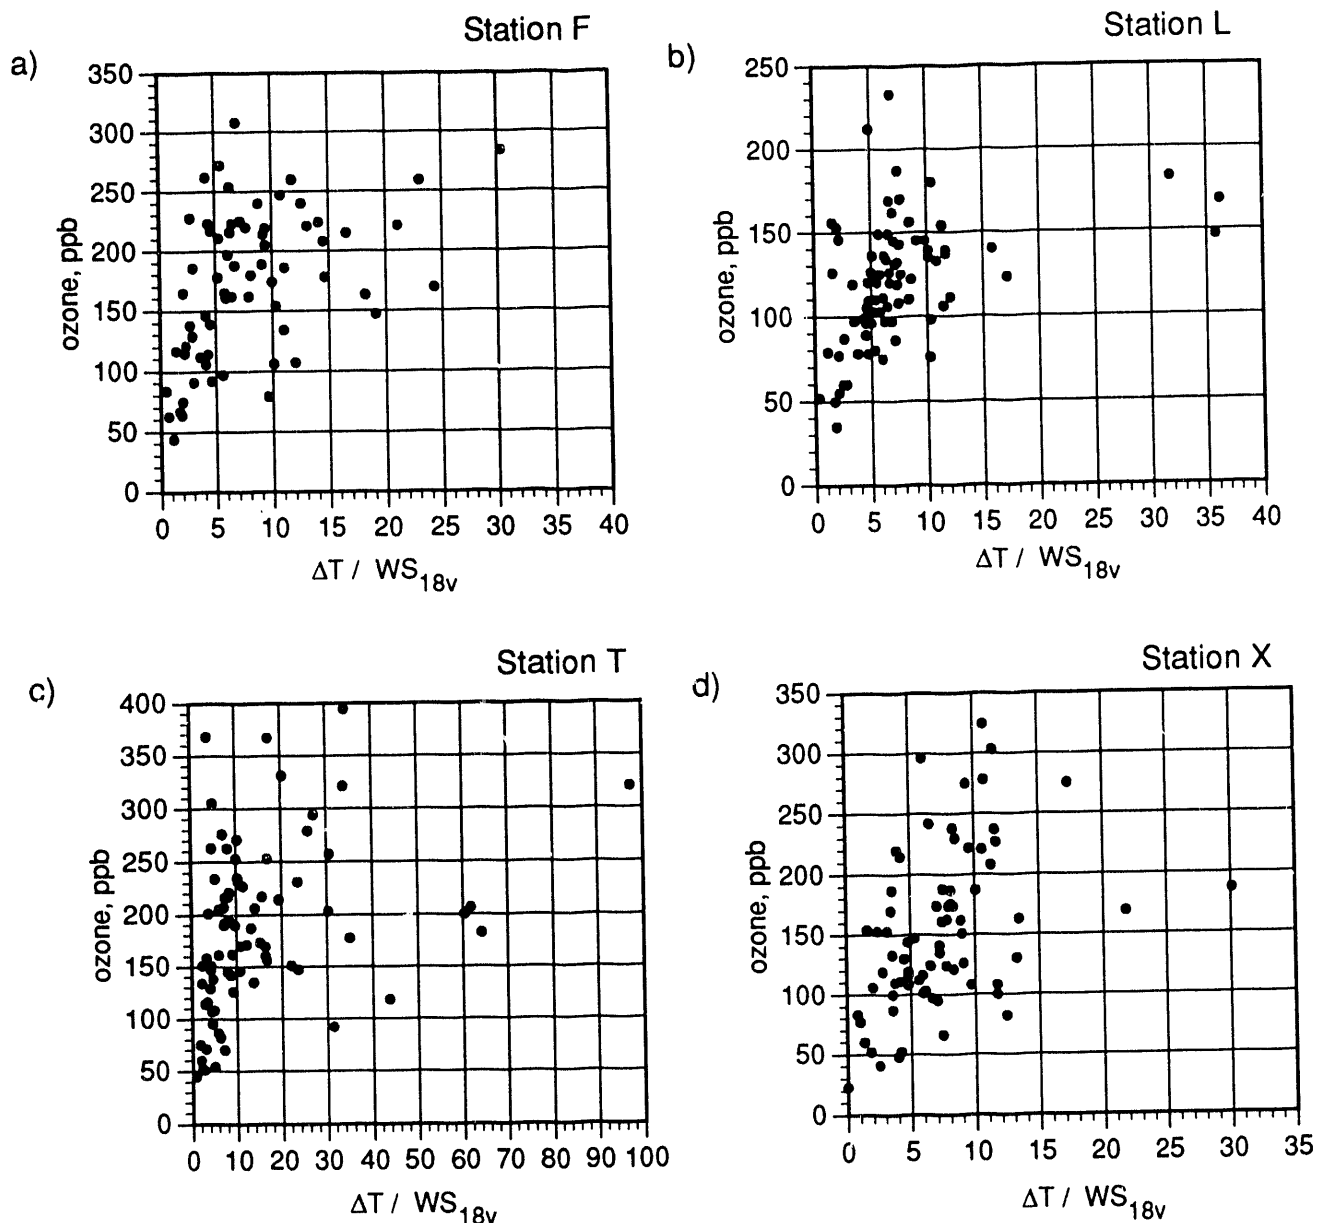 Station F
a)
350
300
250
200
150
100
50
0
ozone, ppb
0 5 10 15 20 25 30 35 40
ΔT / WS18v
Station L
b)
250
200
150
100
50
0
ozone, ppb
0 5 10 15 20 25 30 35 40
ΔT / WS18v
Station T
c)
400
350
300
250
200
150
100
50
0
ozone, ppb
0 10 20 30 40 50 60 70 80 90 100
ΔT / WS18v
Station X
d)
350
300
250
200
150
100
50
0
ozone, ppb
0 5 10 15 20 25 30 35
ΔT / WS18v